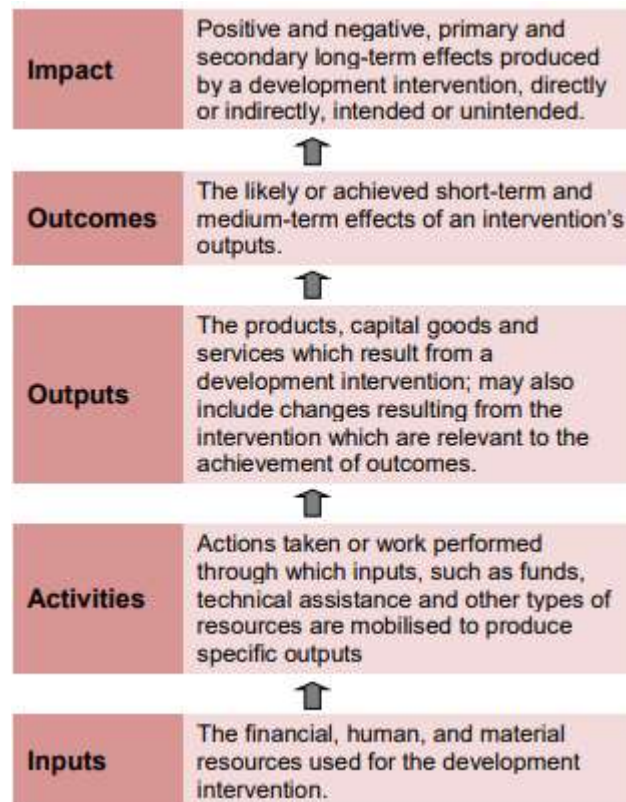 Impact
Positive and negative, primary and
secondary long-term effects produced
by a development intervention, directly
or indirectly, intended or unintended.
Outcomes
The likely or achieved short-term and
medium-term effects of an intervention's
outputs.
Outputs
The products, capital goods and
services which result from a
development intervention; may also
include changes resulting from the
intervention which are relevant to the
achievement of outcomes.
Activities
Actions taken or work performed
through which inputs, such as funds,
technical assistance and other types of
resources are mobilised to produce
specific outputs
Inputs
The financial, human, and material
resources used for the development
intervention.